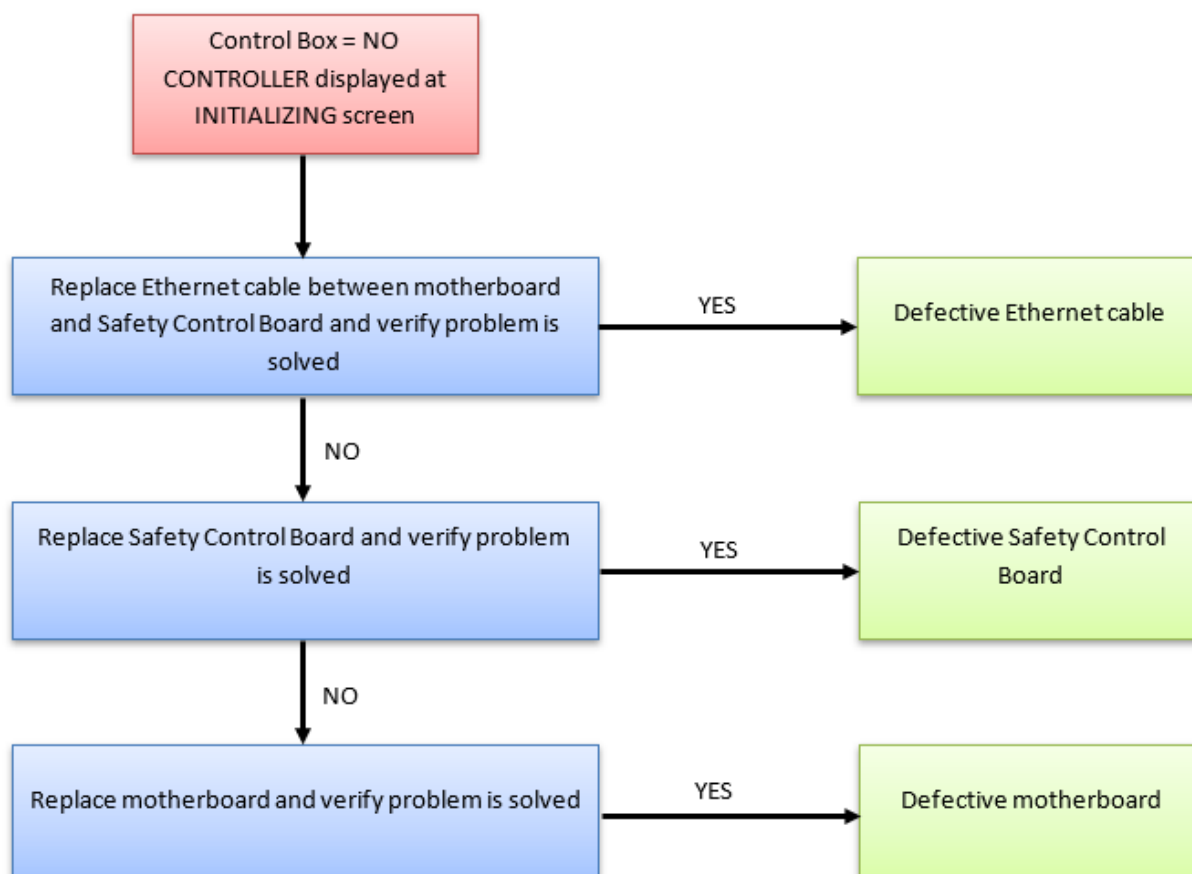 Control Box = NO
CONTROLLER displayed at
INITIALIZING screen
Replace Ethernet cable between motherboard
and Safety Control Board and verify problem is
solved
YES
Defective Ethernet cable
NO
Replace Safety Control Board and verify problem
is solved
YES
Defective Safety Control
Board
NO
Replace motherboard and verify problem is solved
YES
Defective motherboard